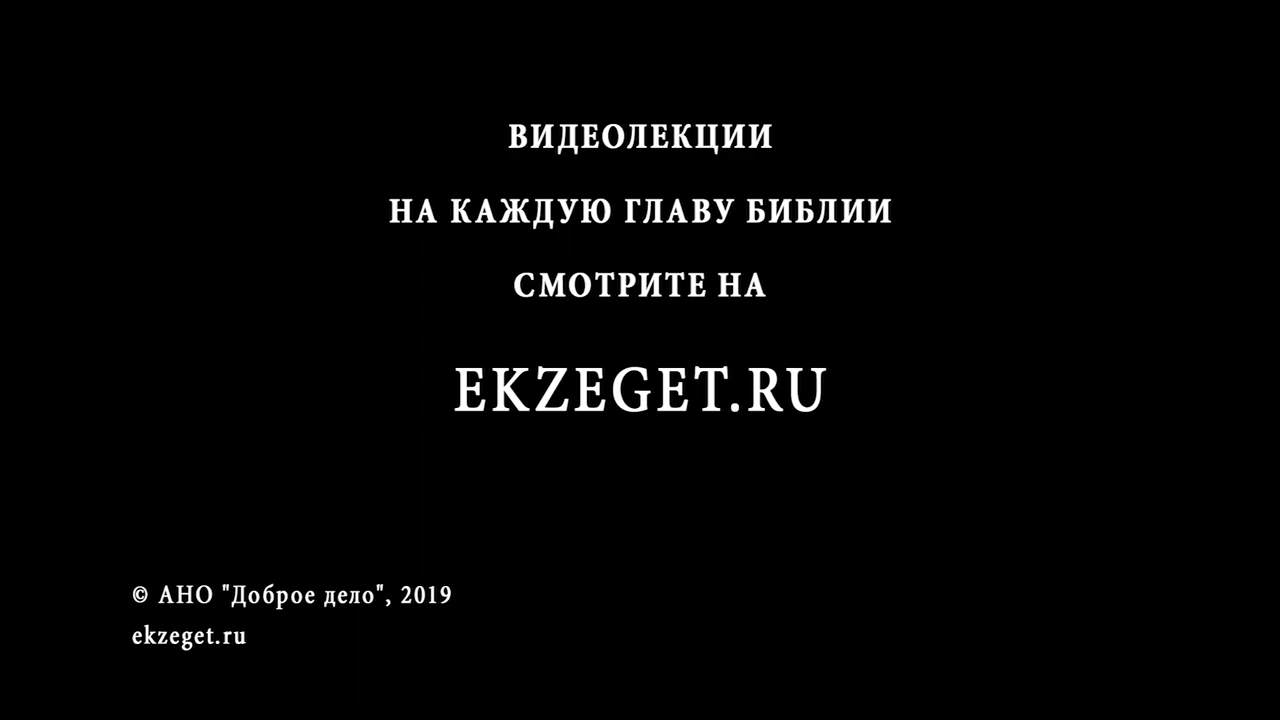 ВИДЕОЛЕКЦИИ
НА КАЖДУЮ ГЛАВУ БИБЛИИ
СМОТРИТЕ НА
EKZEGET.RU
© АНО "Доброе дело", 2019
ekzeget.ru